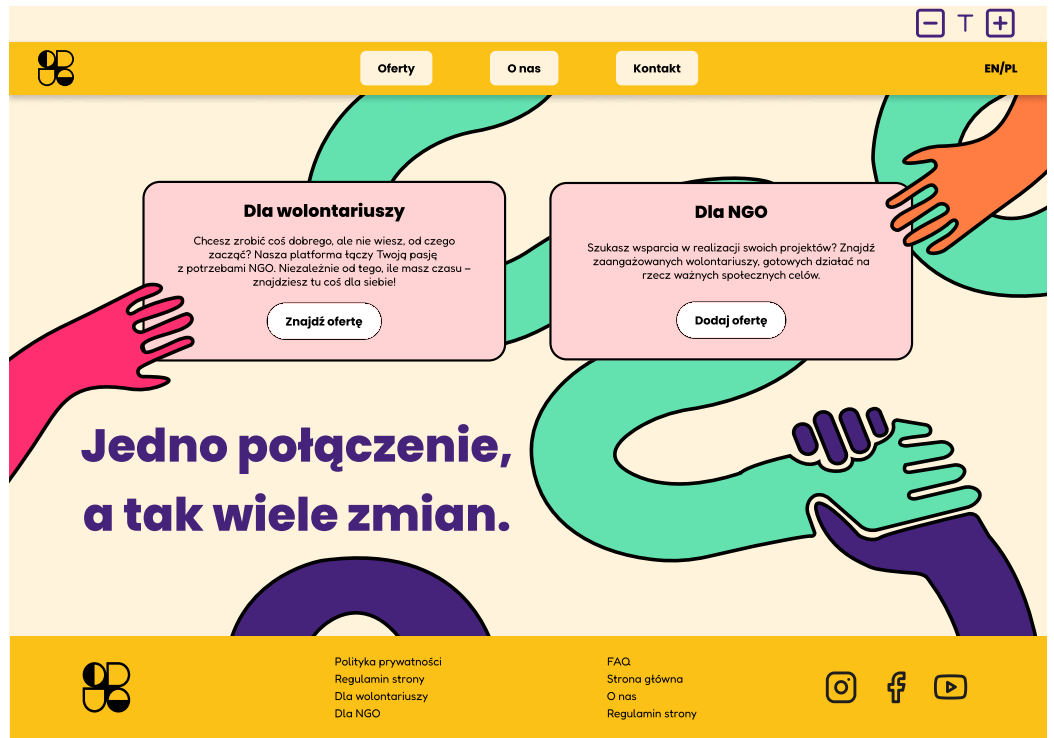 T
Oferty
O nas
Kontakt
EN/PL
Dla wolontariuszy
Chcesz zrobić coś dobrego, ale nie wiesz, od czego
zacząć? Nasza platforma łączy Twoją pasję
z potrzebami NGO. Niezależnie od tego, ile masz czasu –
znajdziesz tu coś dla siebie!
Znajdź ofertę
Dla NGO
Szukasz wsparcia w realizacji swoich projektów? Znajdź
zaangażowanych wolontariuszy, gotowych działać na
rzecz ważnych społecznych celów.
Dodaj ofertę
Jedno połączenie,
a tak wiele zmian.
Polityka prywatności
Regulamin strony
Dla wolontariuszy
Dla NGO
FAQ
Strona główna
O nas
Regulamin strony